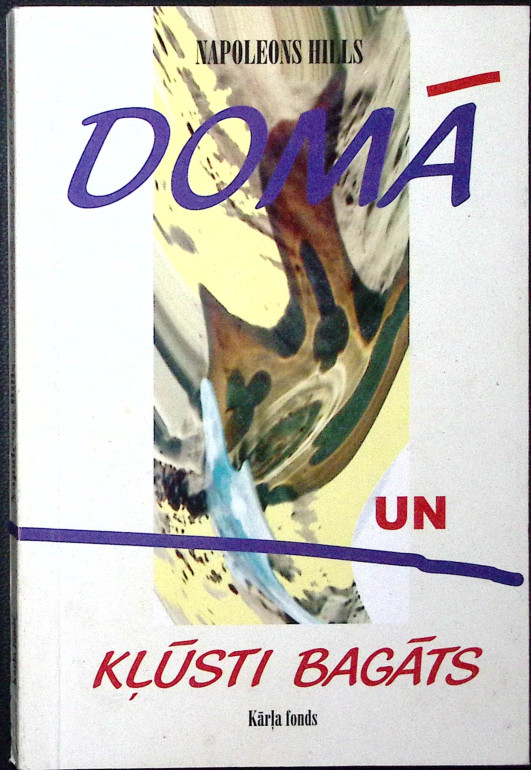 NAPOLEONS HILLS
DOMĀ
UN
KĻŪSTI BAGĀTS
Kārļa fonds